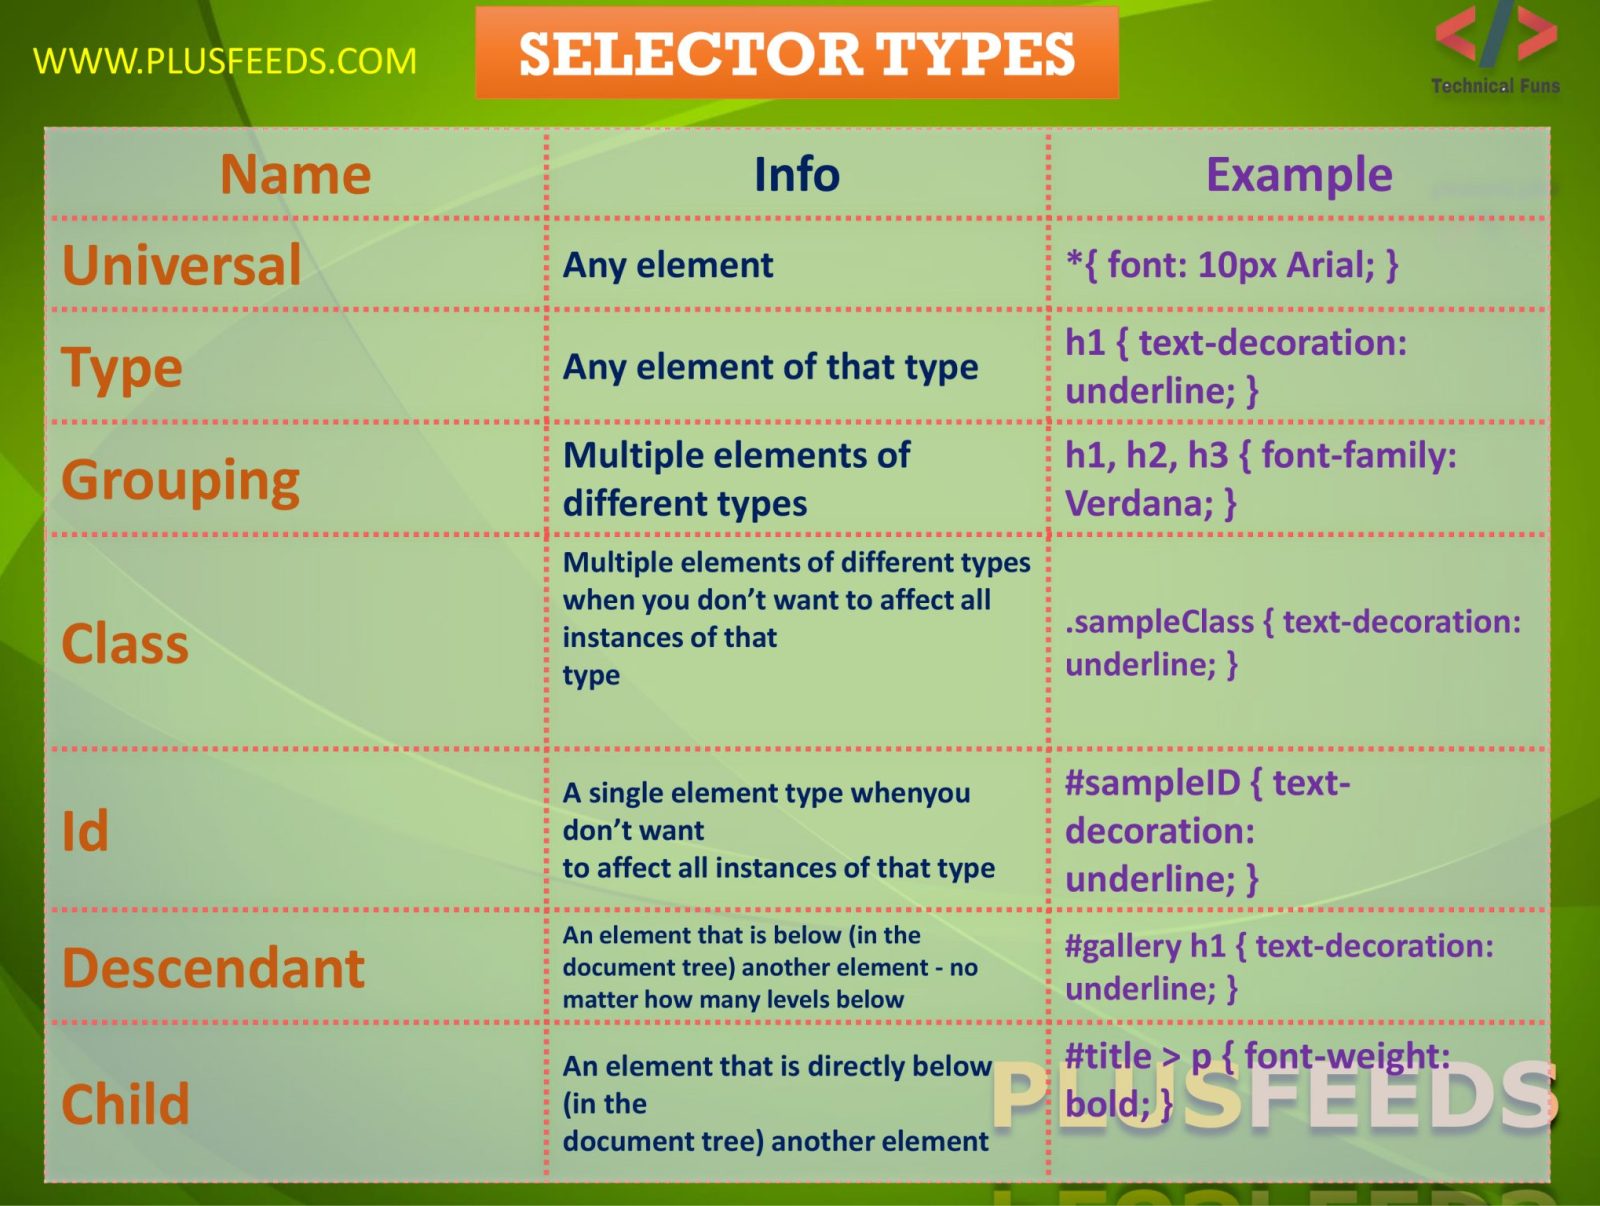 WWW.PLUSFEEDS.COM
SELECTOR TYPES
</>
Technical Funs
Name
Info
Example
Universal
Any element
*{ font: 10px Arial; }
Type
Any element of that type
h1 { text-decoration:
underline; }
Grouping
Multiple elements of
different types
h1, h2, h3 { font-family:
Verdana; }
Class
Multiple elements of different types
when you don’t want to affect all
instances of that
type
.sampleClass { text-decoration:
underline; }
Id
A single element type whenyou
don’t want
to affect all instances of that type
#sampleID { text-
decoration:
underline; }
Descendant
An element that is below (in the
document tree) another element - no
matter how many levels below
#gallery h1 { text-decoration:
underline; }
Child
An element that is directly below
(in the
document tree) another element
#title > p { font-weight:
bold; }
PLUSFEEDS